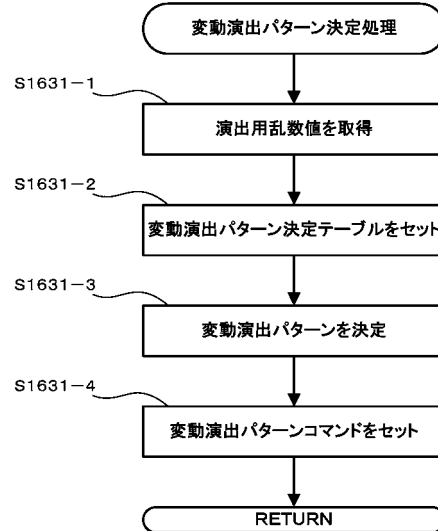 変動演出パターン決定処理
S1631-1
演出用乱数値を取得
S1631-2
変動演出パターン決定テーブルをセット
S1631-3
変動演出パターンを決定
S1631-4
変動演出パターンコマンドをセット
RETURN